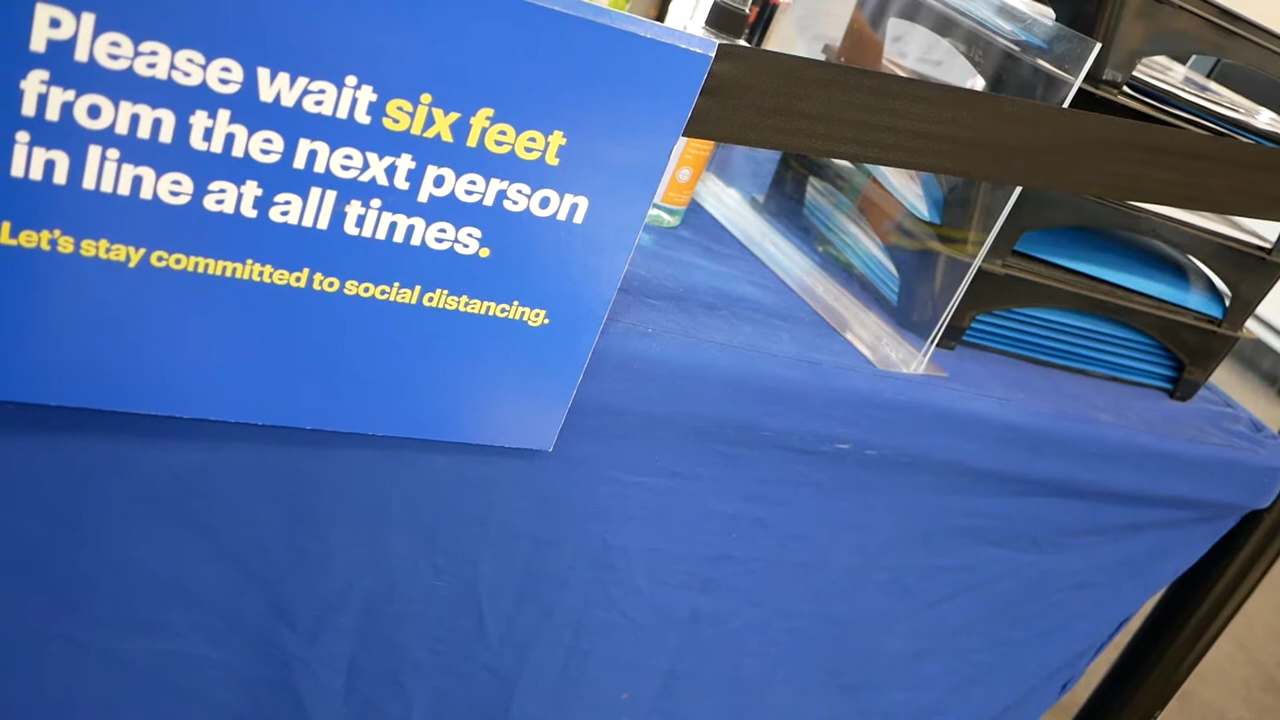 Please wait six feet
from the next person
in line at all times.
Let's stay committed to social distancing.